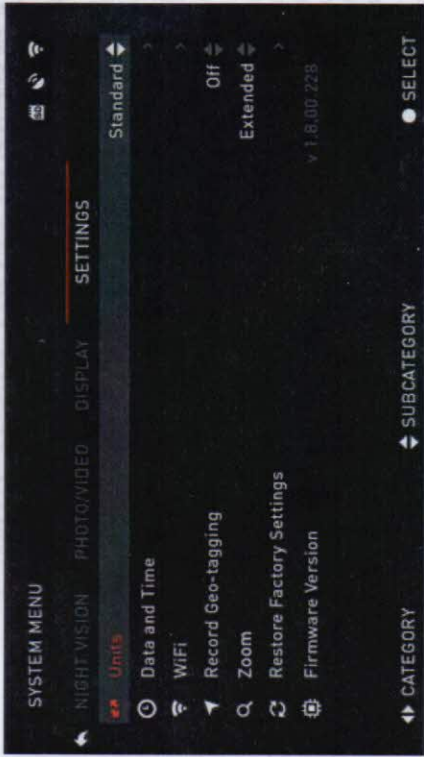 SYSTEM MENU
NIGHT VISION PHOTO/VIDEO DISPLAY SETTINGS
Units Standard
Data and Time
WiFi
Record Geo-tagging Off
Zoom Extended
Restore Factory Settings
Firmware Version v 1.8.00.228
CATEGORY SUBCATEGORY SELECT